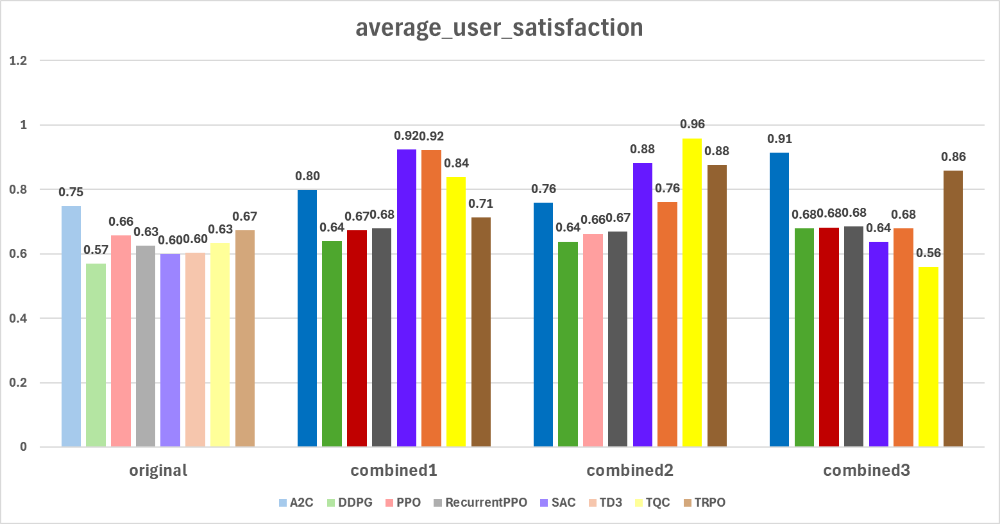 average_user_satisfaction
1.2
1
0.8
0.6
0.4
0.2
0
0.75 0.57 0.66 0.63 0.60 0.60 0.63 0.67
0.80 0.64 0.67 0.68 0.92 0.92 0.84 0.71
0.76 0.64 0.66 0.67 0.88 0.76 0.96 0.88
0.91 0.68 0.68 0.68 0.64 0.68 0.56 0.86
original combined1 combined2 combined3
A2C DDPG PPO RecurrentPPO SAC TD3 TQC TRPO